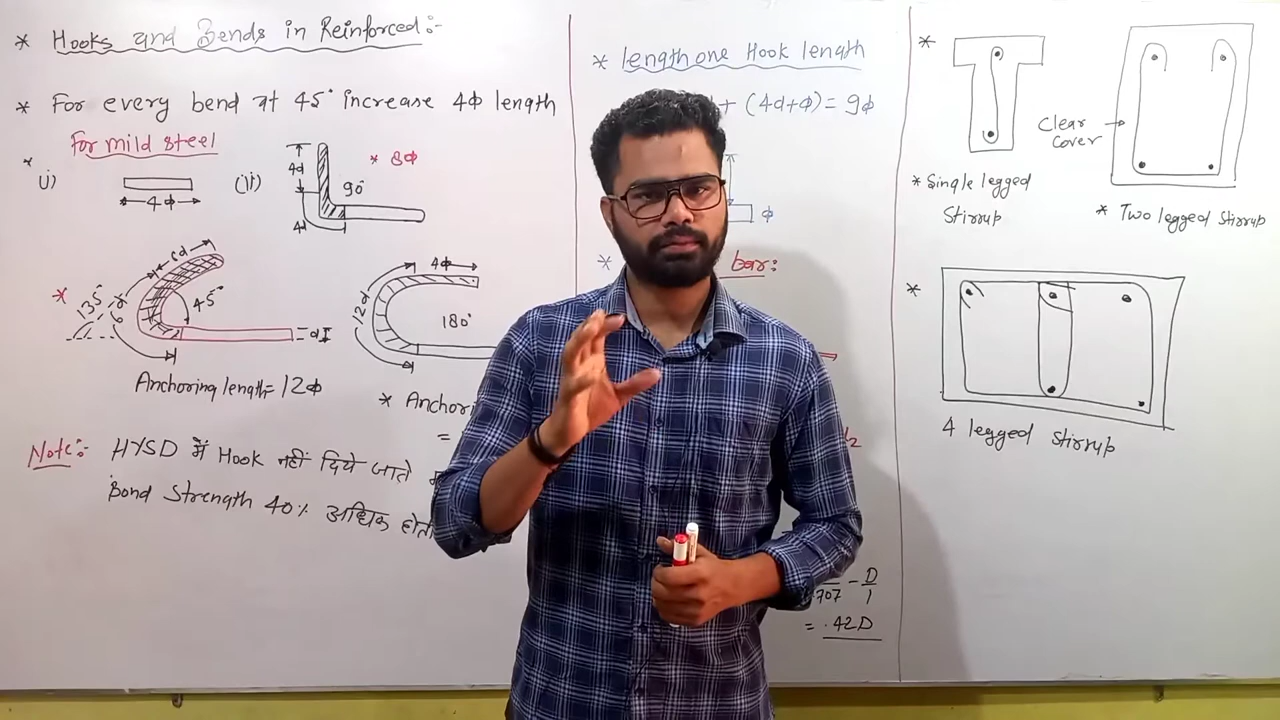 * Hooks and Bends in Reinforced:-
* For every bend at 45° increase 4Φ length
For mild steel
* (i)
4Φ
(ii)
4d
90°
* 8Φ
4d
*
6d
135°
45°
d
Anchoring length = 12Φ
4Φ
12d
180°
* Anchori
=
Note:- HYSD में Hook नहीं दिये जाते
Bond Strength 40% अधिक होती
* length one Hook length
+ (4d+Φ) = 9Φ
Φ
* bar:
.707 - D/1
= .42D
*
* Single legged
Stirrup
Clear
Cover
* Two legged Stirrup
*
4 legged Stirrup